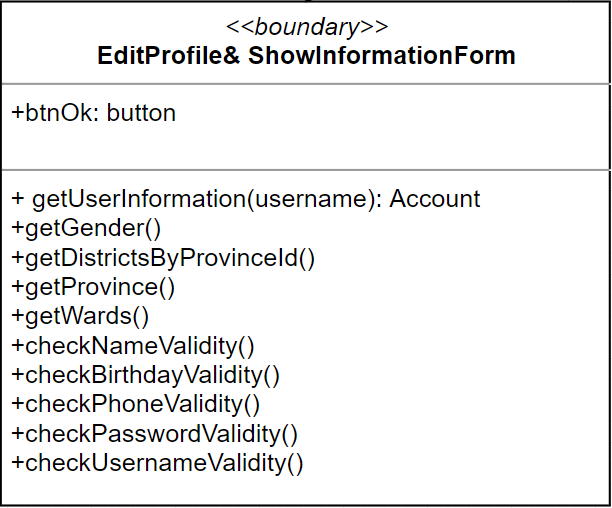 <<boundary>>
EditProfile& ShowInformationForm
+btnOk: button
+ getUserInformation(username): Account
+getGender()
+getDistrictsByProvinceId()
+getProvince()
+getWards()
+checkNameValidity()
+checkBirthdayValidity()
+checkPhoneValidity()
+checkPasswordValidity()
+checkUsernameValidity()